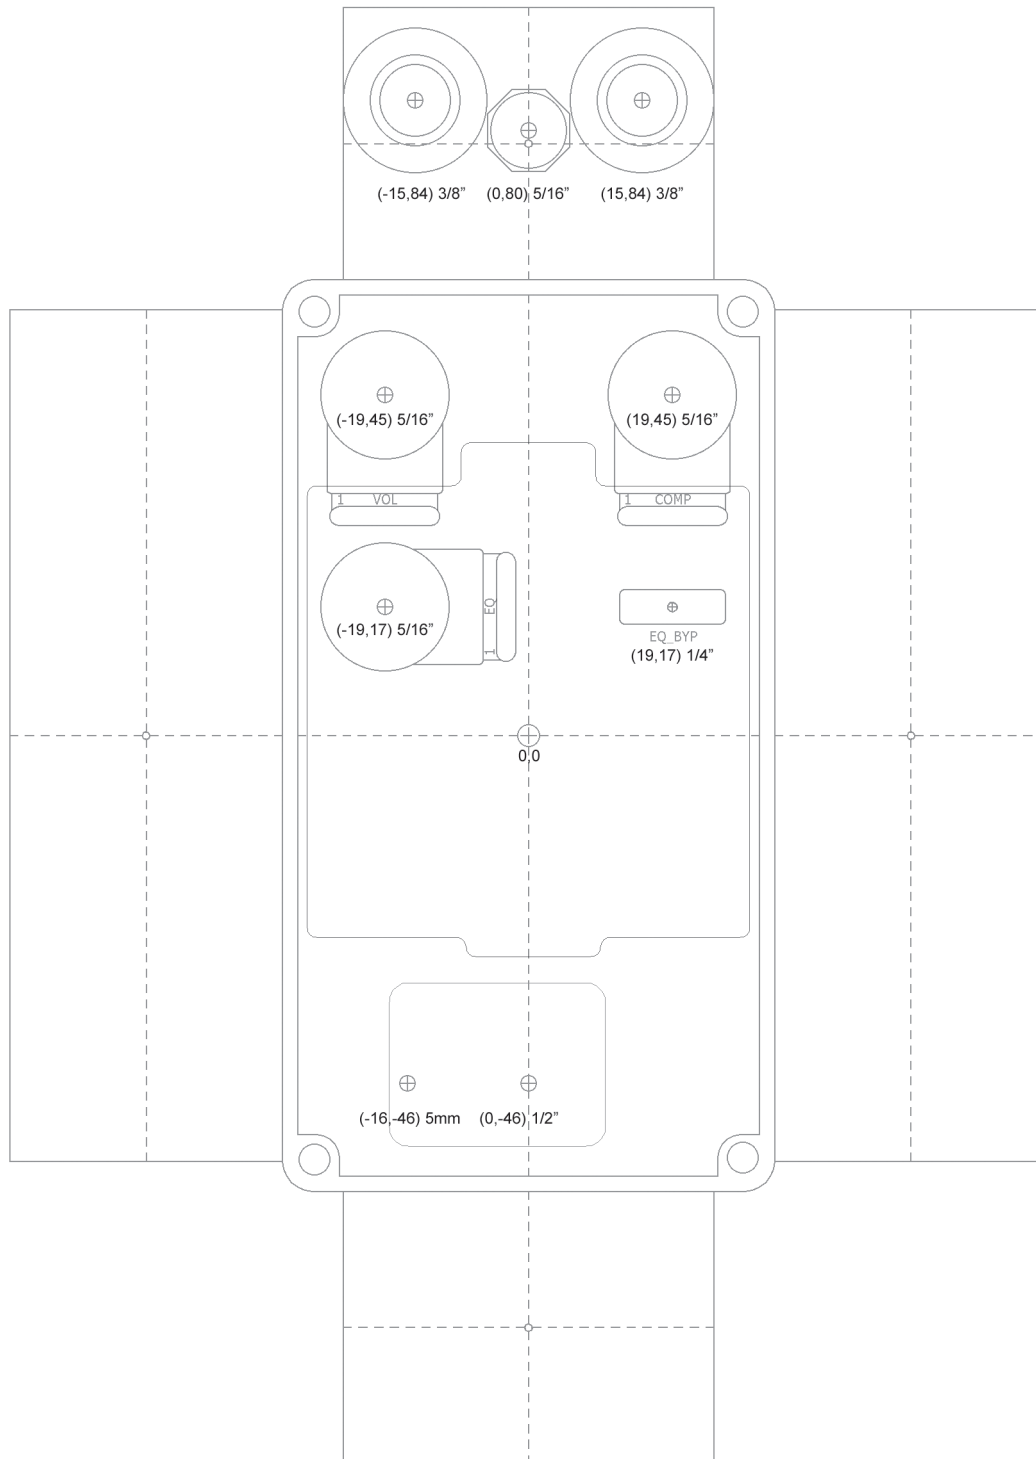 (-15,84) 3/8” (0,80) 5/16” (15,84) 3/8”
(-19,45) 5/16” (19,45) 5/16”
1 VOL 1 COMP
EQ
1
(-19,17) 5/16”
EQ_BYP
(19,17) 1/4”
0,0
(-16,-46) 5mm (0,-46) 1/2”